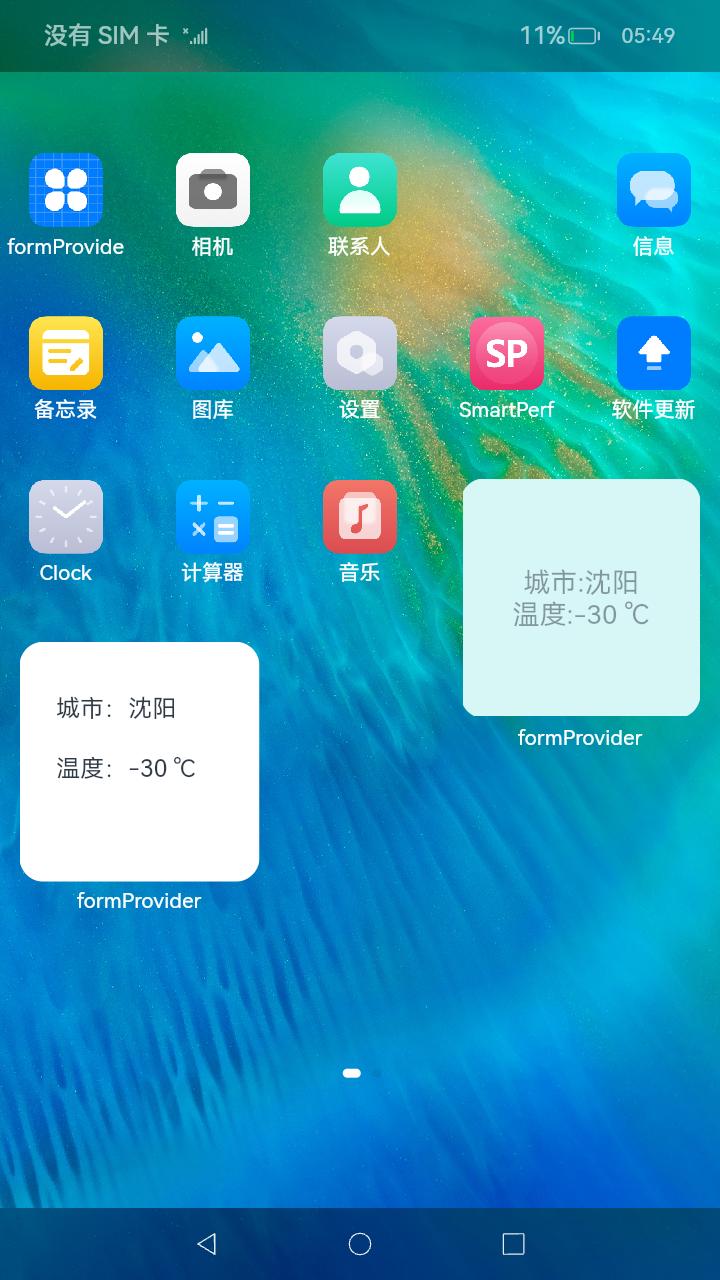 没有 SIM 卡
11%
05:49
formProvide
相机
联系人
信息
备忘录
图库
设置
SP
SmartPerf
软件更新
Clock
计算器
音乐
城市:沈阳
温度:-30 ℃
formProvider
城市：沈阳
温度：-30 ℃
formProvider